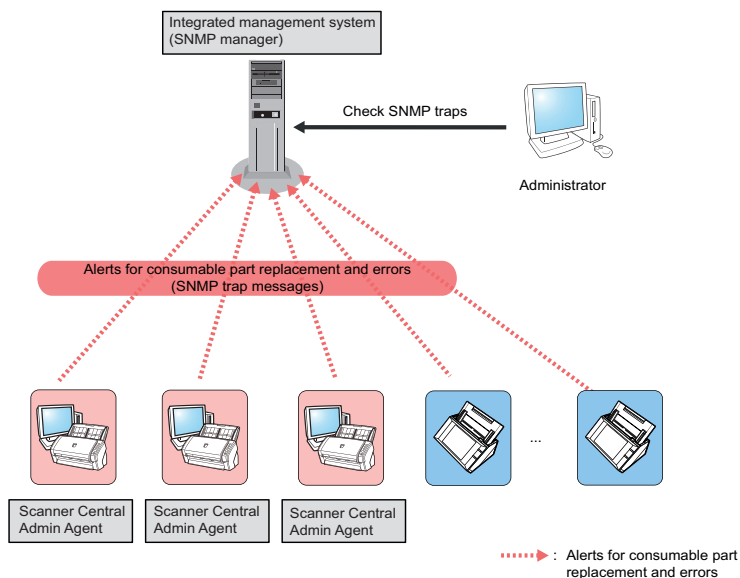 Integrated management system
(SNMP manager)
Check SNMP traps
Administrator
Alerts for consumable part replacement and errors
(SNMP trap messages)
...
Scanner Central
Admin Agent
Scanner Central
Admin Agent
Scanner Central
Admin Agent
: Alerts for consumable part
replacement and errors